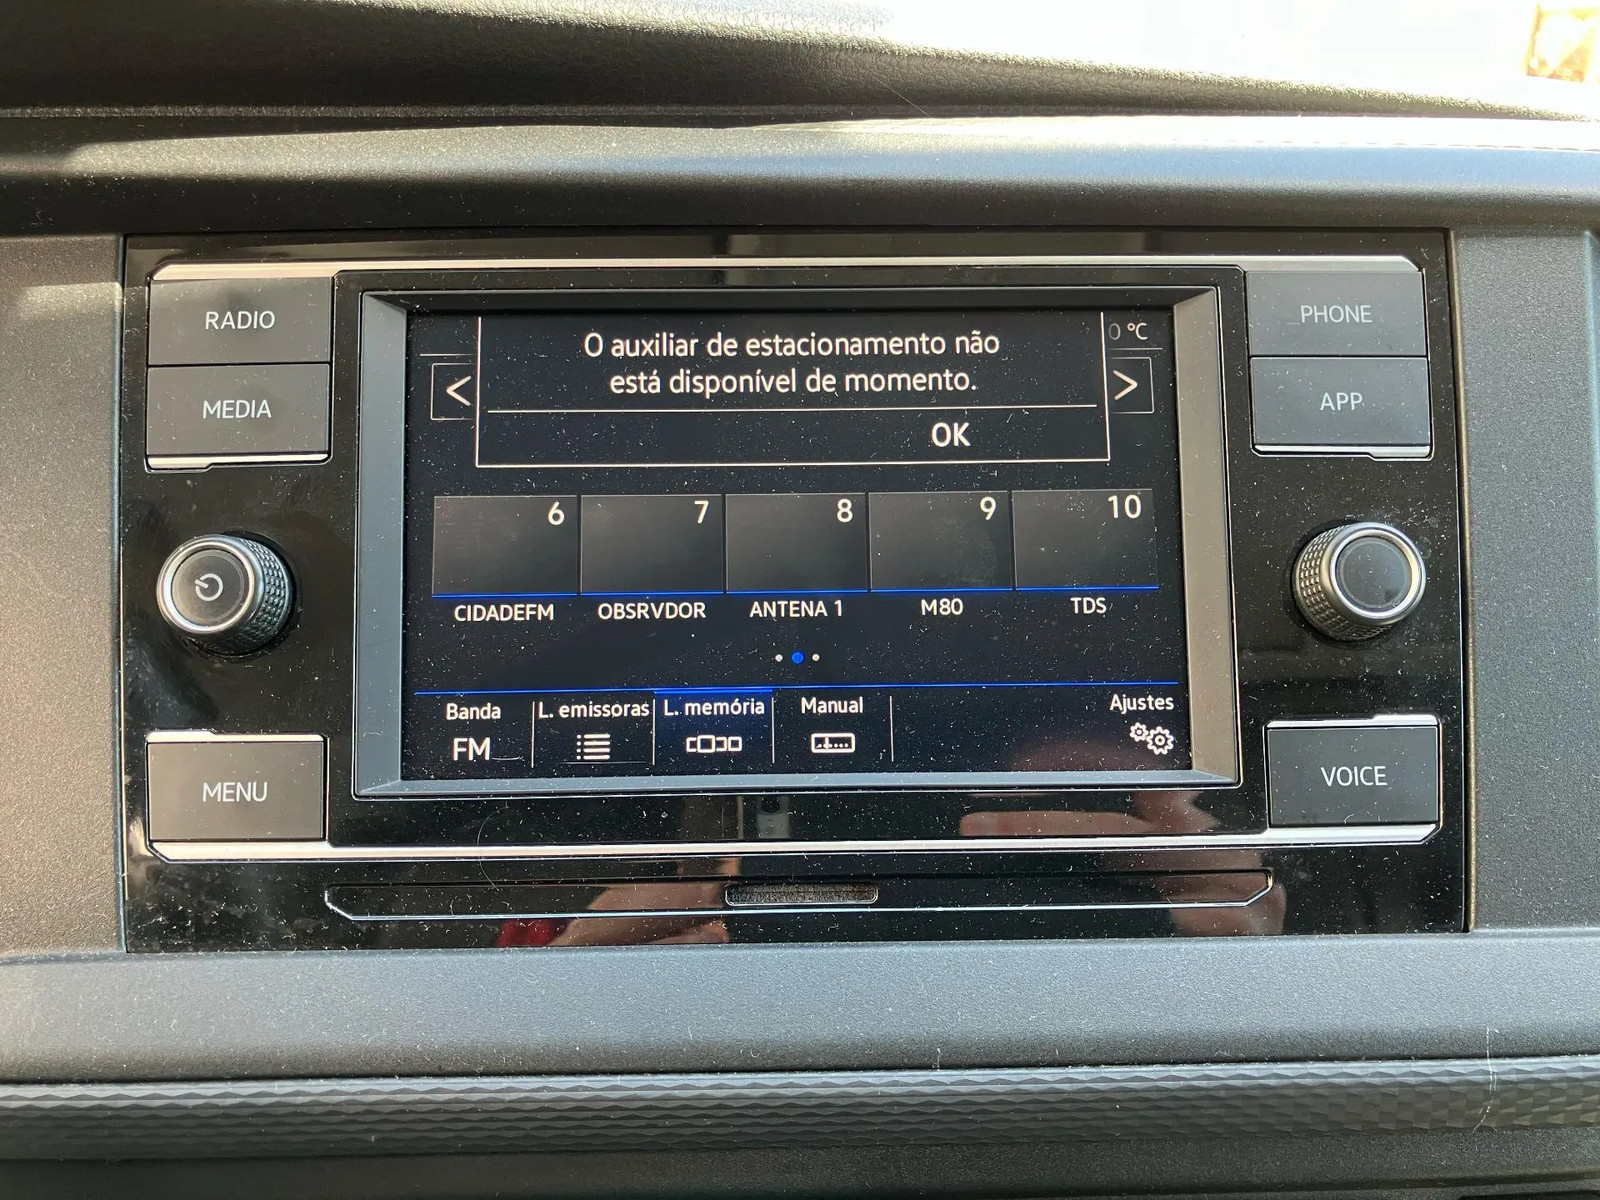 RADIO
MEDIA
MENU
O auxiliar de estacionamento não
está disponível de momento.
OK
0 °C
<
>
6 7 8 9 10
CIDADEFM OBSRVDOR ANTENA 1 M80 TDS
Banda L. emissoras L. memória Manual Ajustes
FM
PHONE
APP
VOICE